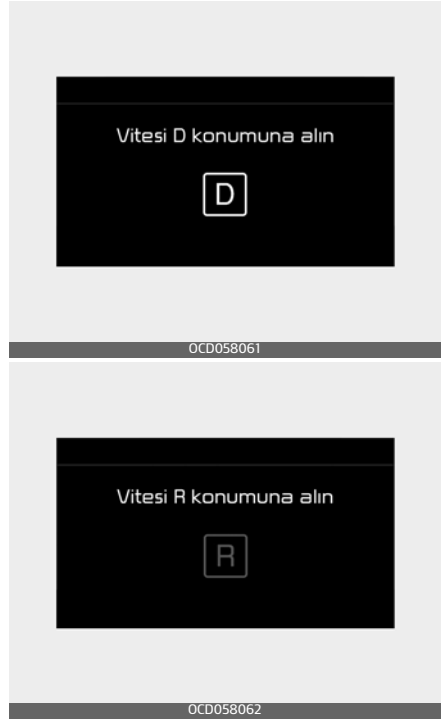 Vitesi D konumuna alın
D
OCD058061
Vitesi R konumuna alın
R
OCD058062